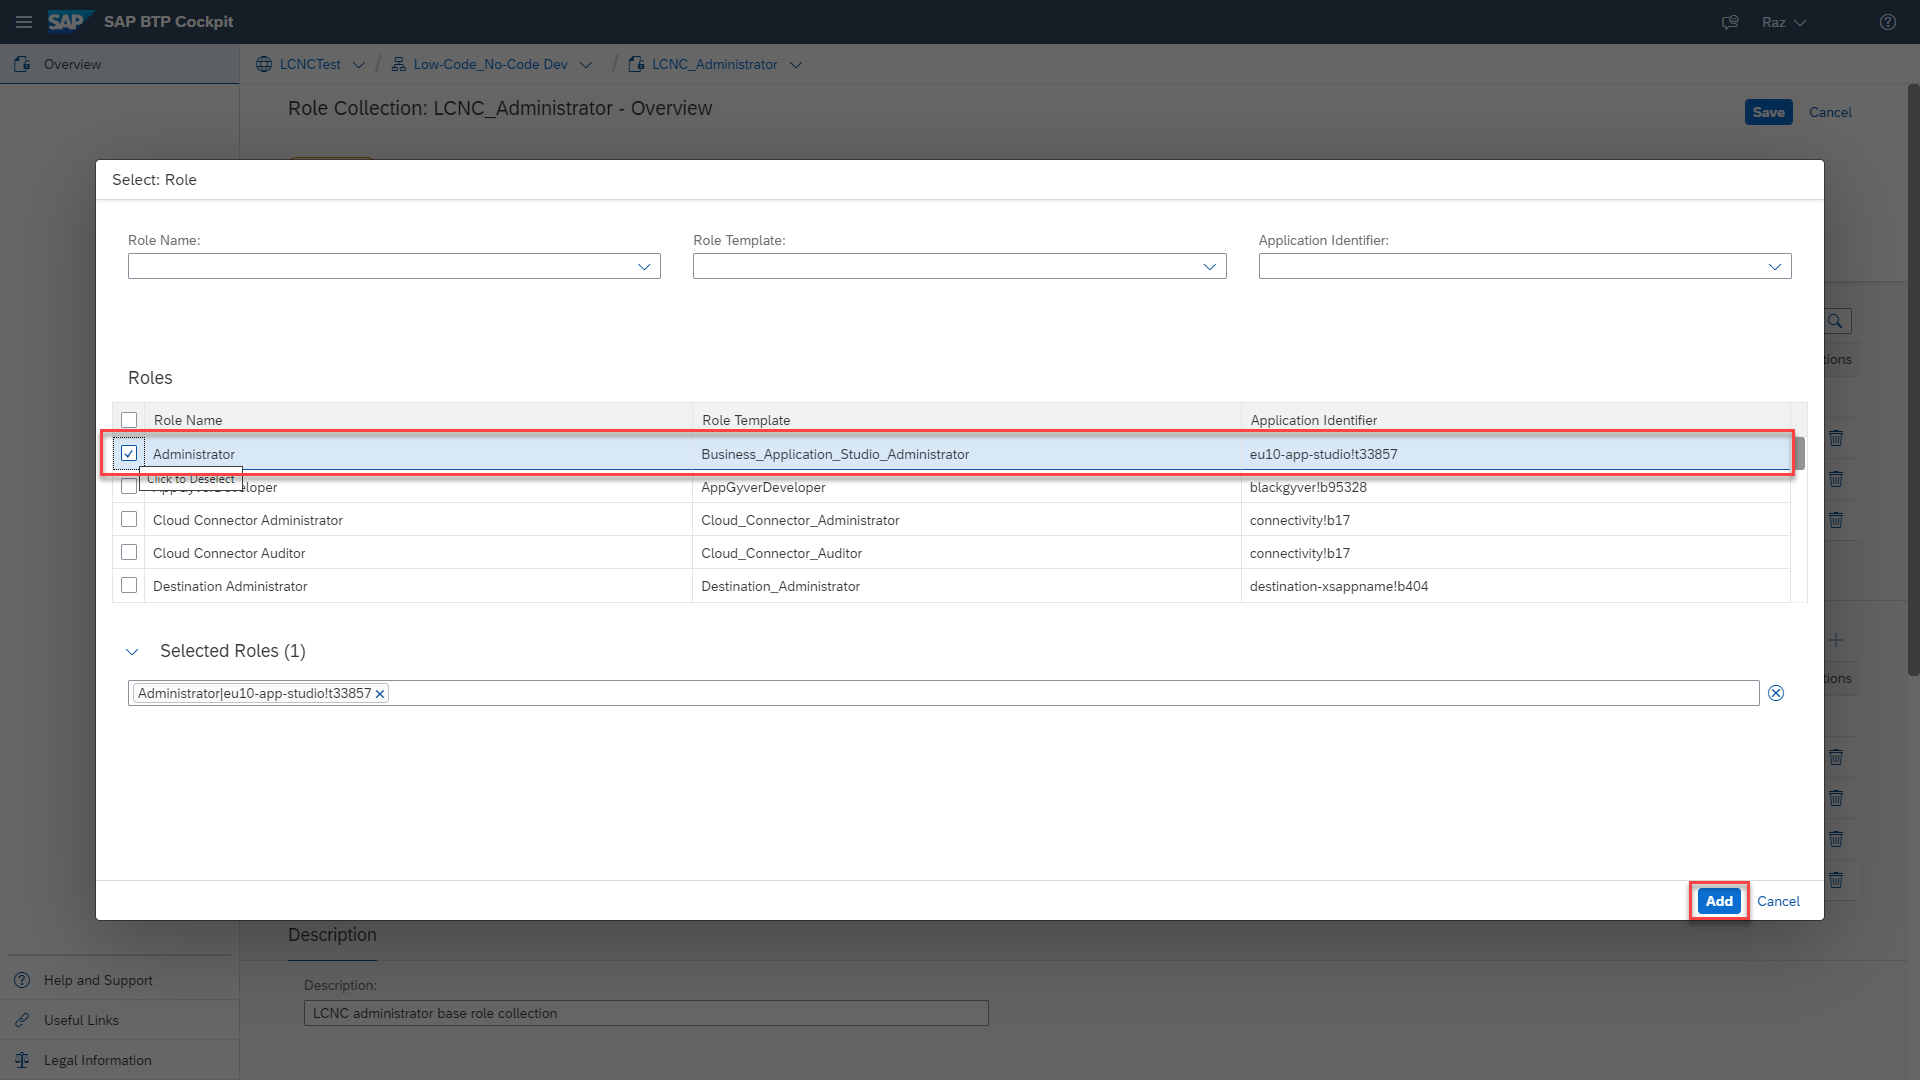 SAP SAP BTP Cockpit
Raz
Overview
LCNCTest / Low-Code_No-Code Dev / LCNC_Administrator
Role Collection: LCNC_Administrator - Overview
Save Cancel
Select: Role
Role Name: Role Template: Application Identifier:
Roles
Role Name Role Template Application Identifier
Administrator Business_Application_Studio_Administrator eu10-app-studio!t33857
Click to Deselect
AppGyverDeveloper AppGyverDeveloper blackgyver!b95328
Cloud Connector Administrator Cloud_Connector_Administrator connectivity!b17
Cloud Connector Auditor Cloud_Connector_Auditor connectivity!b17
Destination Administrator Destination_Administrator destination-xsappname!b404
Selected Roles (1)
Administrator|eu10-app-studio!t33857
Add Cancel
tions
tions
Description
Description:
LCNC administrator base role collection
Help and Support
Useful Links
Legal Information